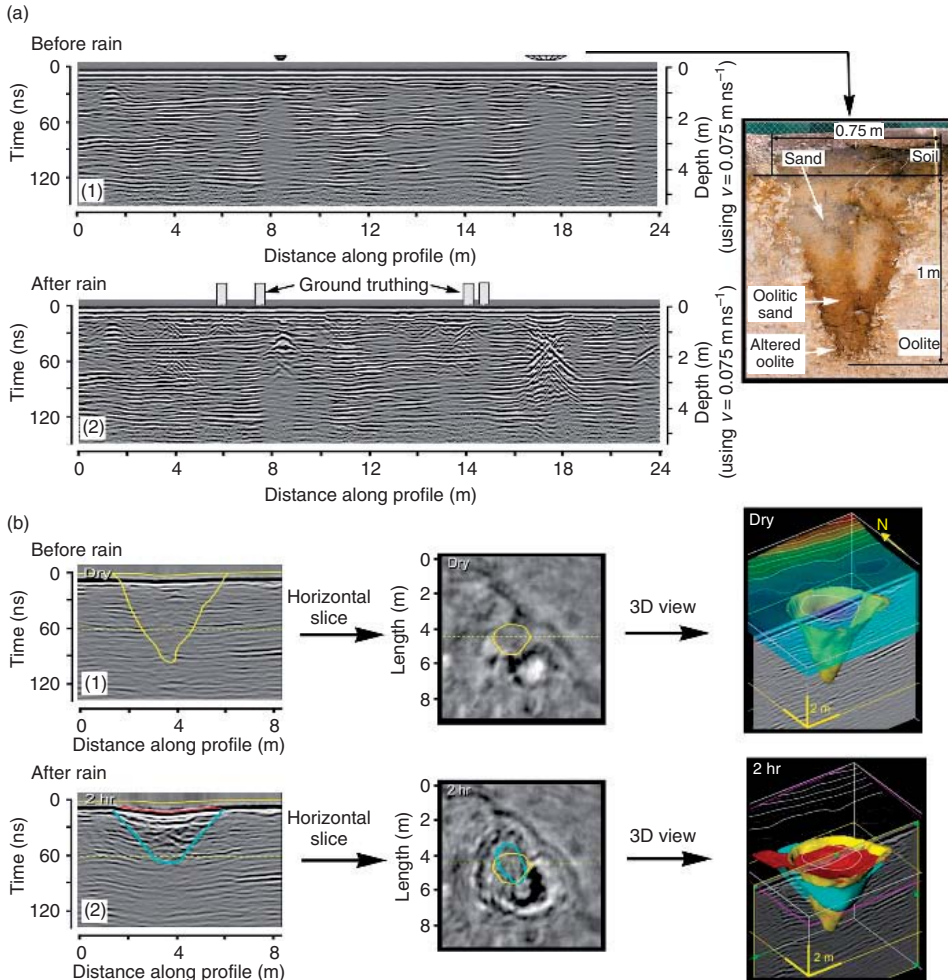 (a)
Before rain
0
60
120
Time (ns)
(1)
0
2
4
Depth (m)
(using v = 0.075 m ns⁻¹)
0 4 8 12 16 20 24
Distance along profile (m)
0.75 m
Sand
Soil
1 m
Oolitic
sand
Altered
oolite
Oolite
After rain
Ground truthing
0
60
120
Time (ns)
(2)
0
2
4
Depth (m)
(using v = 0.075 m ns⁻¹)
0 4 8 12 14 18 20 24
Distance along profile (m)
(b)
Before rain
Dry
0
60
120
Time (ns)
(1)
0 2 4 6 8
Distance along profile (m)
Horizontal
slice
Dry
0
2
4
6
8
Length (m)
3D view
Dry
N
2 m
After rain
2 hr
0
60
120
Time (ns)
(2)
0 2 4 6 8
Distance along profile (m)
Horizontal
slice
2 hr
0
2
4
6
8
Length (m)
3D view
2 hr
2 m